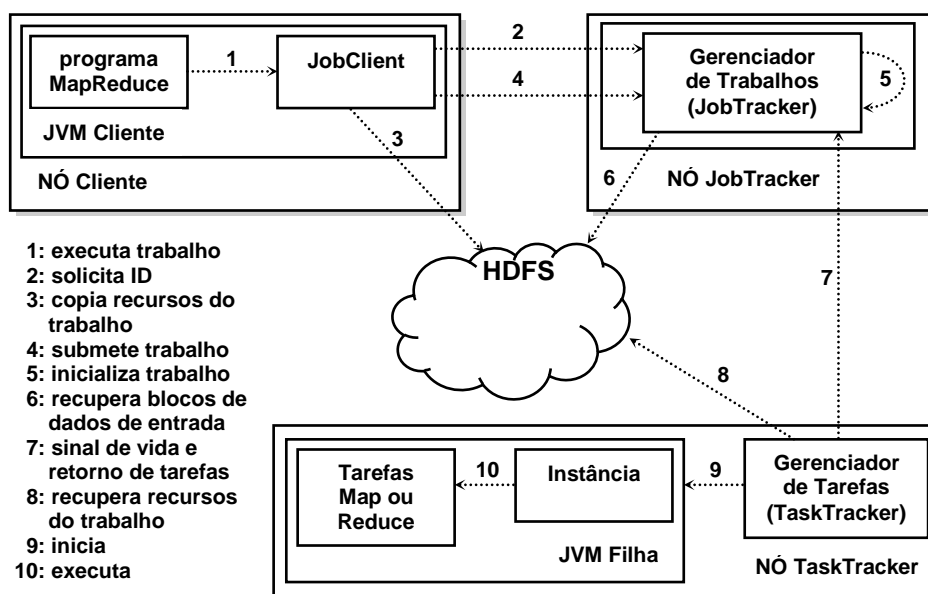 programa
MapReduce
1
JobClient
JVM Cliente
NÓ Cliente
2
4
3
Gerenciador
de Trabalhos
(JobTracker)
5
NÓ JobTracker
6
7
HDFS
1: executa trabalho
2: solicita ID
3: copia recursos do
trabalho
4: submete trabalho
5: inicializa trabalho
6: recupera blocos de
dados de entrada
7: sinal de vida e
retorno de tarefas
8: recupera recursos
do trabalho
9: inicia
10: executa
8
Tarefas
Map ou
Reduce
10
Instância
9
Gerenciador
de Tarefas
(TaskTracker)
JVM Filha
NÓ TaskTracker